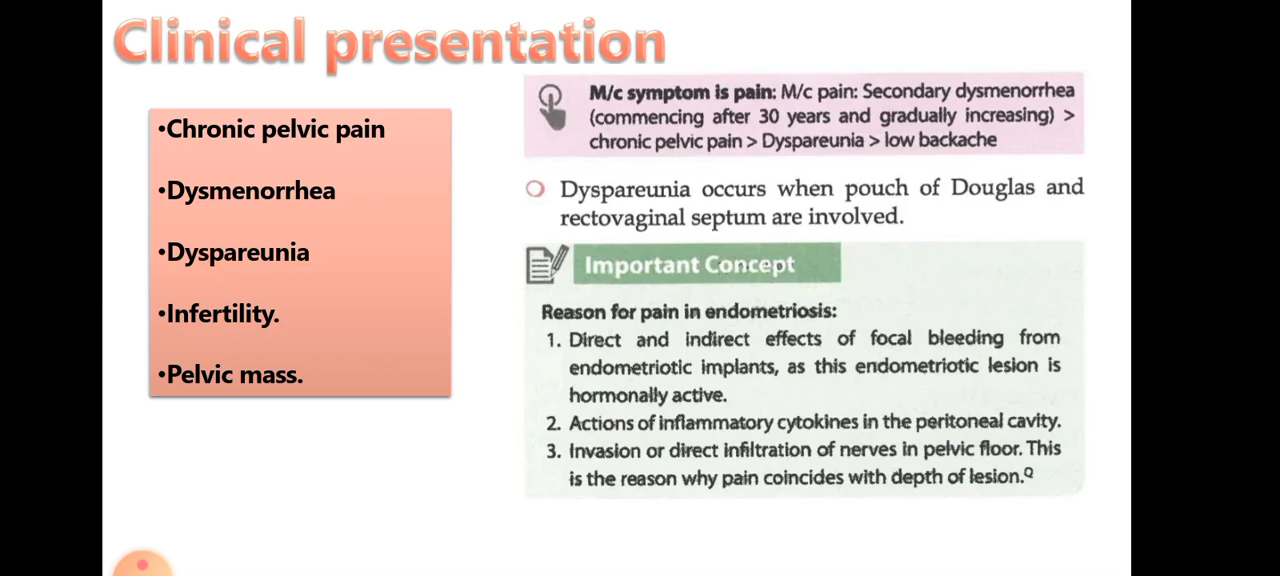 Clinical presentation
•Chronic pelvic pain
•Dysmenorrhea
•Dyspareunia
•Infertility.
•Pelvic mass.
M/c symptom is pain: M/c pain: Secondary dysmenorrhea
(commencing after 30 years and gradually increasing) >
chronic pelvic pain > Dyspareunia > low backache
Dyspareunia occurs when pouch of Douglas and
rectovaginal septum are involved.
Important Concept
Reason for pain in endometriosis:
1. Direct and indirect effects of focal bleeding from
endometriotic implants, as this endometriotic lesion is
hormonally active.
2. Actions of inflammatory cytokines in the peritoneal cavity.
3. Invasion or direct infiltration of nerves in pelvic floor. This
is the reason why pain coincides with depth of lesion.Q